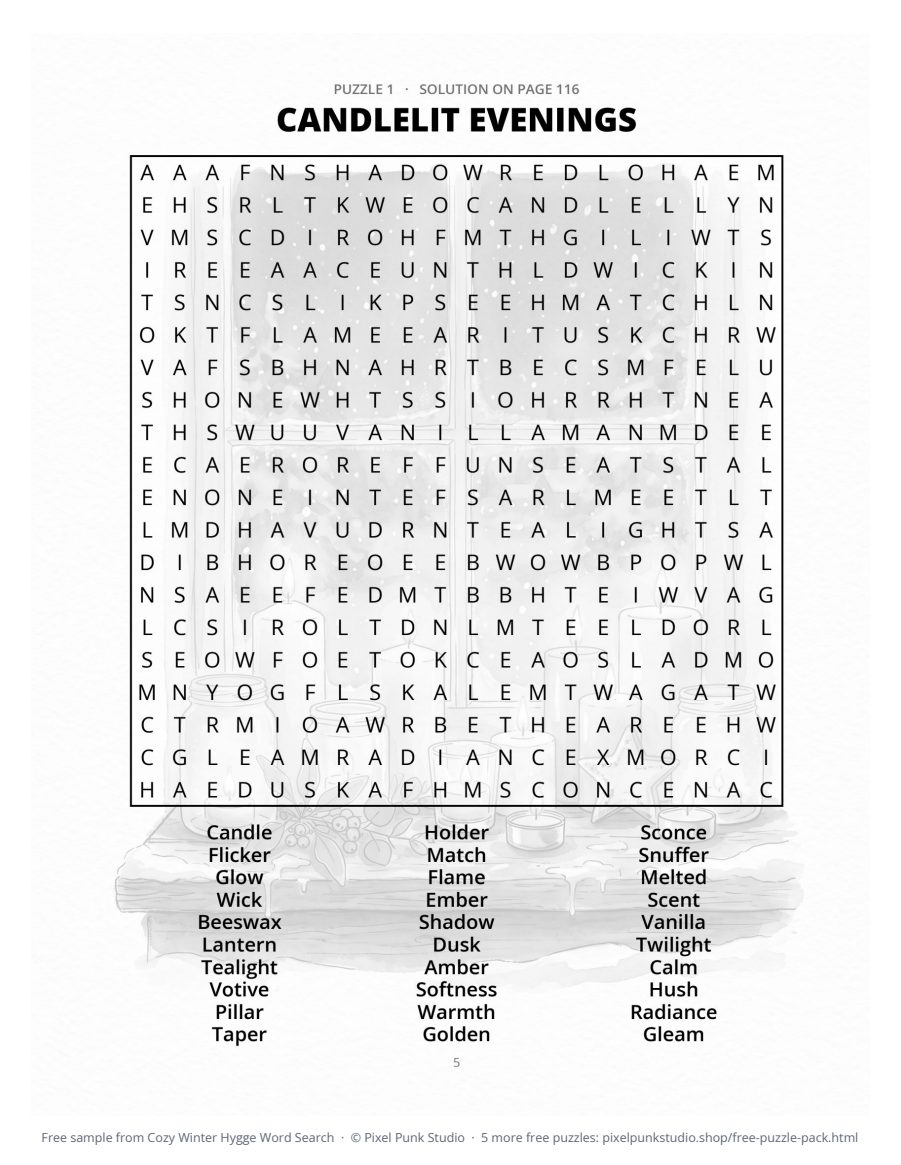 PUZZLE 1 · SOLUTION ON PAGE 116
CANDLELIT EVENINGS
A A A F N S H A D O W R E D L O H A E M
E H S R L T K W E O C A N D L E L L Y N
V M S C D I R O H F M T H G I L I W T S
I R E E A A C E U N T H L D W I C K I N
T S N C S L I K P S E E H M A T C H L N
O K T F L A M E E A R I T U S K C H R W
V A F S B H N A H R T B E C S M F E L U
S H O N E W H T S S I O H R R H T N E A
T H S W U U V A N I L L A M A N M D E E
E C A E R O R E F F U N S E A T S T A L
E N O N E I N T E F S A R L M E E T L T
L M D H A V U D R N T E A L I G H T S A
D I B H O R E O E E B W O W B P O P W L
N S A E E F E D M T B B H T E I W V A G
L C S I R O L T D N L M T E E L D O R L
S E O W F O E T O K C E A O S L A D M O
M N Y O G F L S K A L E M T W A G A T W
C T R M I O A W R B E T H E A R E E H W
C G L E A M R A D I A N C E X M O R C I
H A E D U S K A F H M S C O N C E N A C
Candle Holder Sconce
Flicker Match Snuffer
Glow Flame Melted
Wick Ember Scent
Beeswax Shadow Vanilla
Lantern Dusk Twilight
Tealight Amber Calm
Votive Softness Hush
Pillar Warmth Radiance
Taper Golden Gleam
5
Free sample from Cozy Winter Hygge Word Search · © Pixel Punk Studio · 5 more free puzzles: pixelpunkstudio.shop/free-puzzle-pack.html